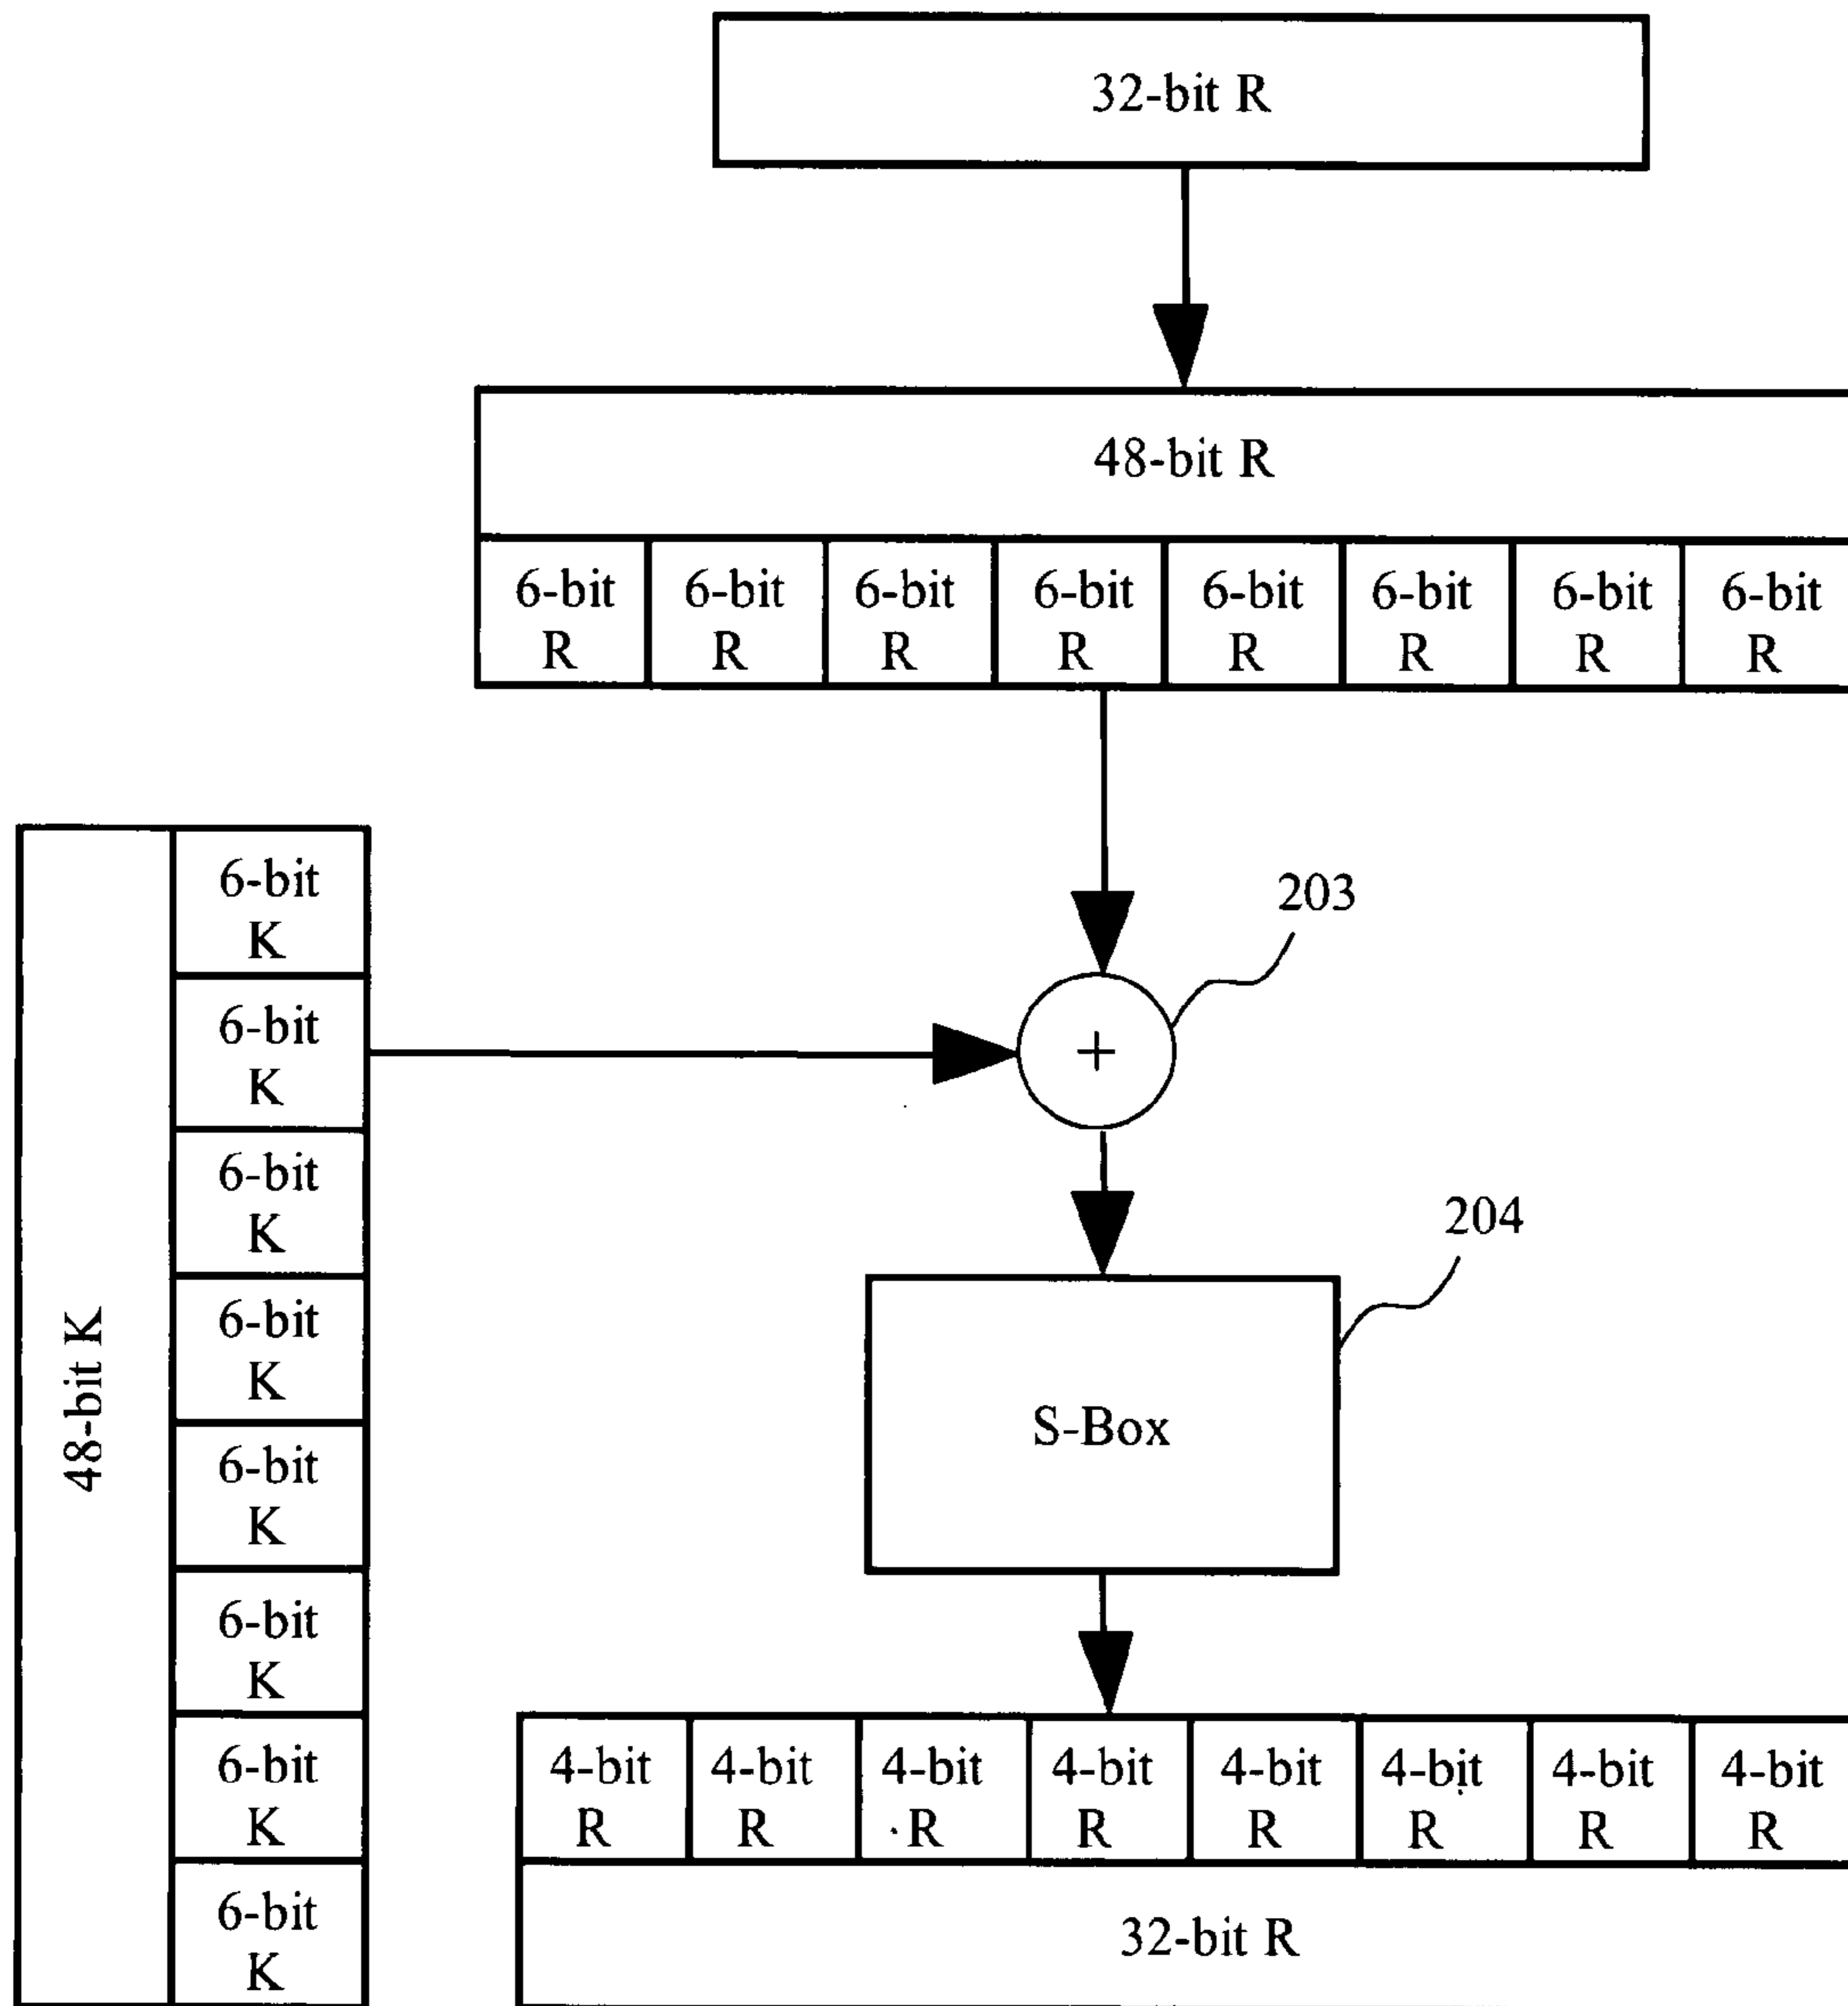 32-bit R
48-bit R
6-bit 6-bit 6-bit 6-bit 6-bit 6-bit 6-bit 6-bit
R R R R R R R R
203
+
204
S-Box
48-bit K
6-bit
K
6-bit
K
6-bit
K
6-bit
K
6-bit
K
6-bit
K
6-bit
K
6-bit
K
4-bit 4-bit 4-bit 4-bit 4-bit 4-bit 4-bit 4-bit
R R R R R R R R
32-bit R